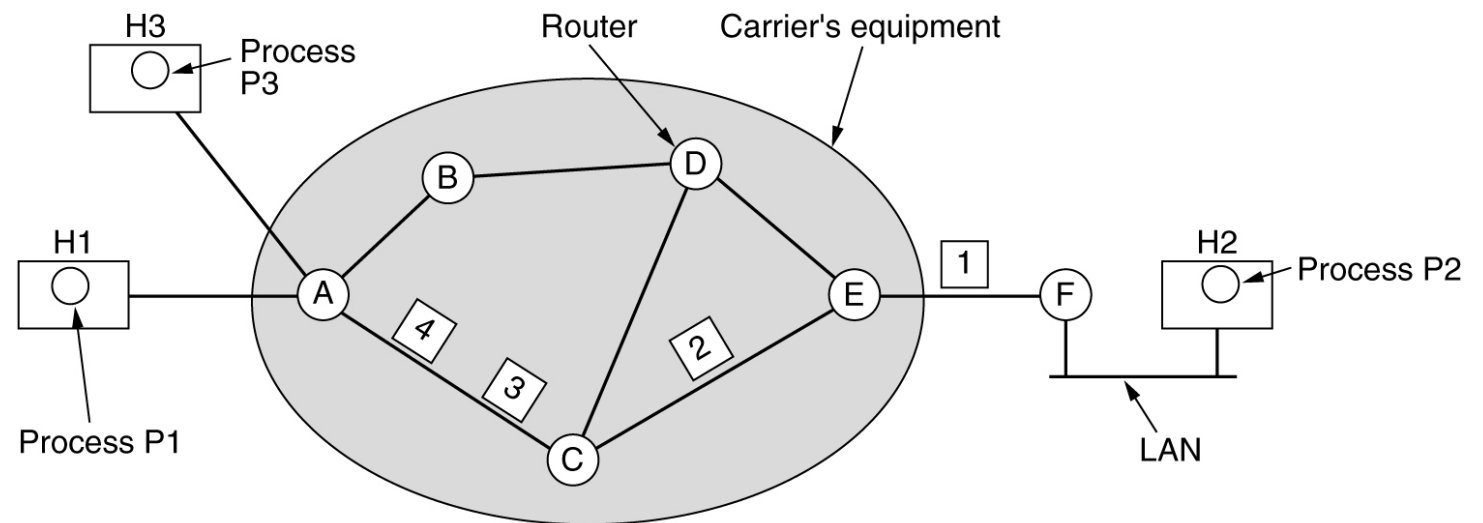 H3
Process
P3
Router
Carrier's equipment
B
D
H1
A
E
1
F
H2
Process P2
4
3
2
C
Process P1
LAN